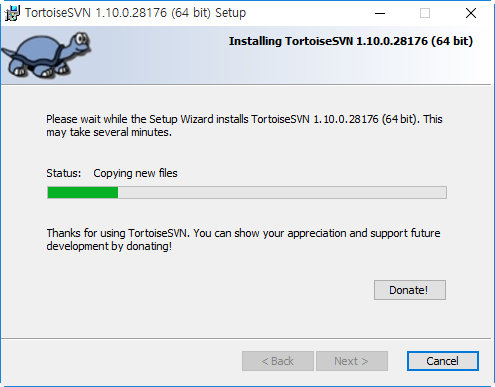 TortoiseSVN 1.10.0.28176 (64 bit) Setup
Installing TortoiseSVN 1.10.0.28176 (64 bit)
Please wait while the Setup Wizard installs TortoiseSVN 1.10.0.28176 (64 bit). This
may take several minutes.
Status: Copying new files
Thanks for using TortoiseSVN. You can show your appreciation and support future
development by donating!
Donate!
< Back Next > Cancel